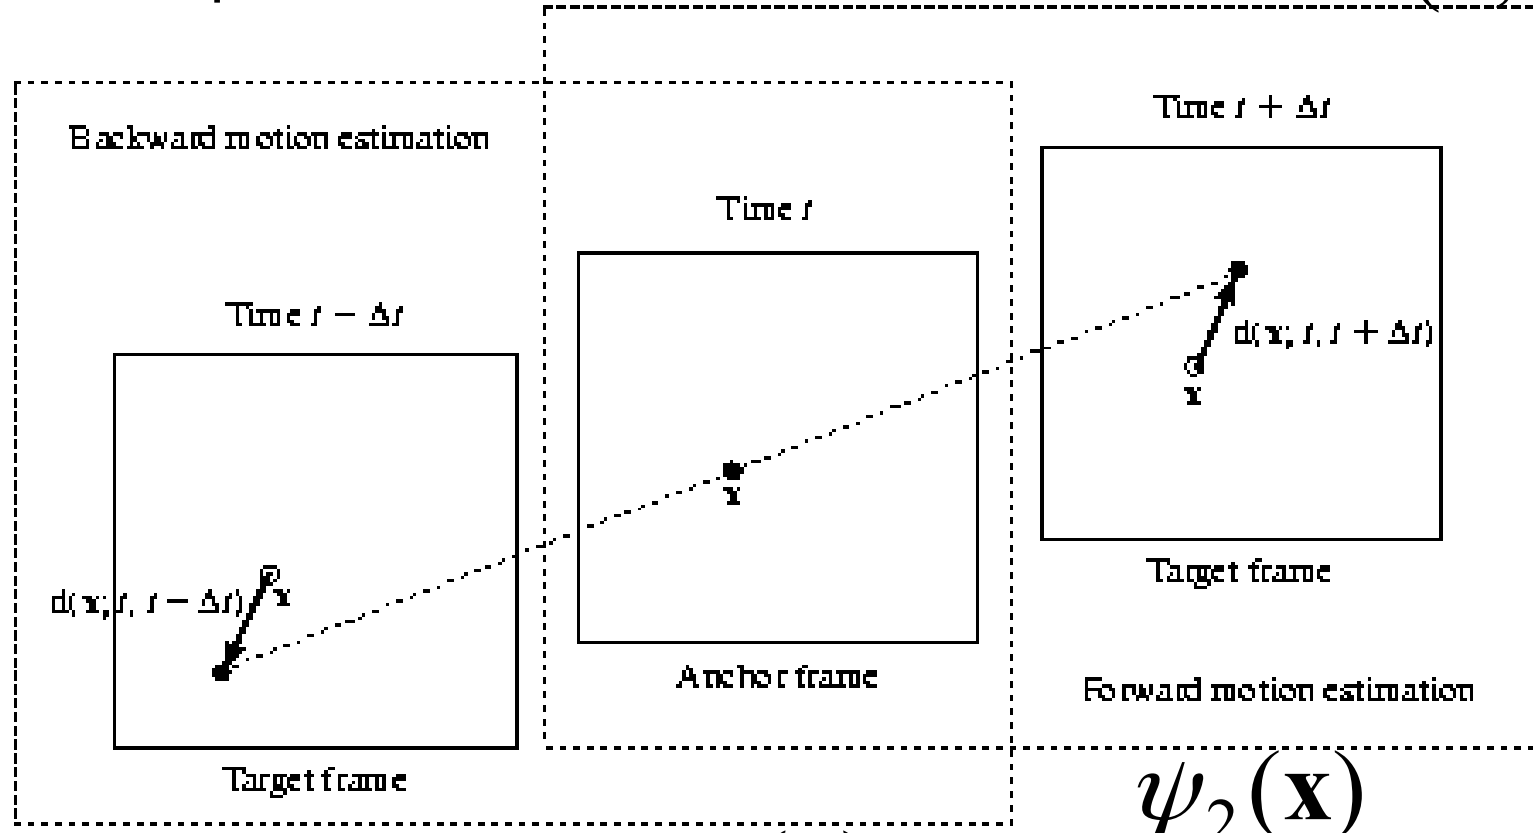 Backward motion estimation
Time t + Δt
Time t
Time t − Δt
d(x; t, t + Δt)
x
x
x
d(x; t, t − Δt)
Target frame
Anchor frame
Forward motion estimation
Target frame
ψ₂(x)